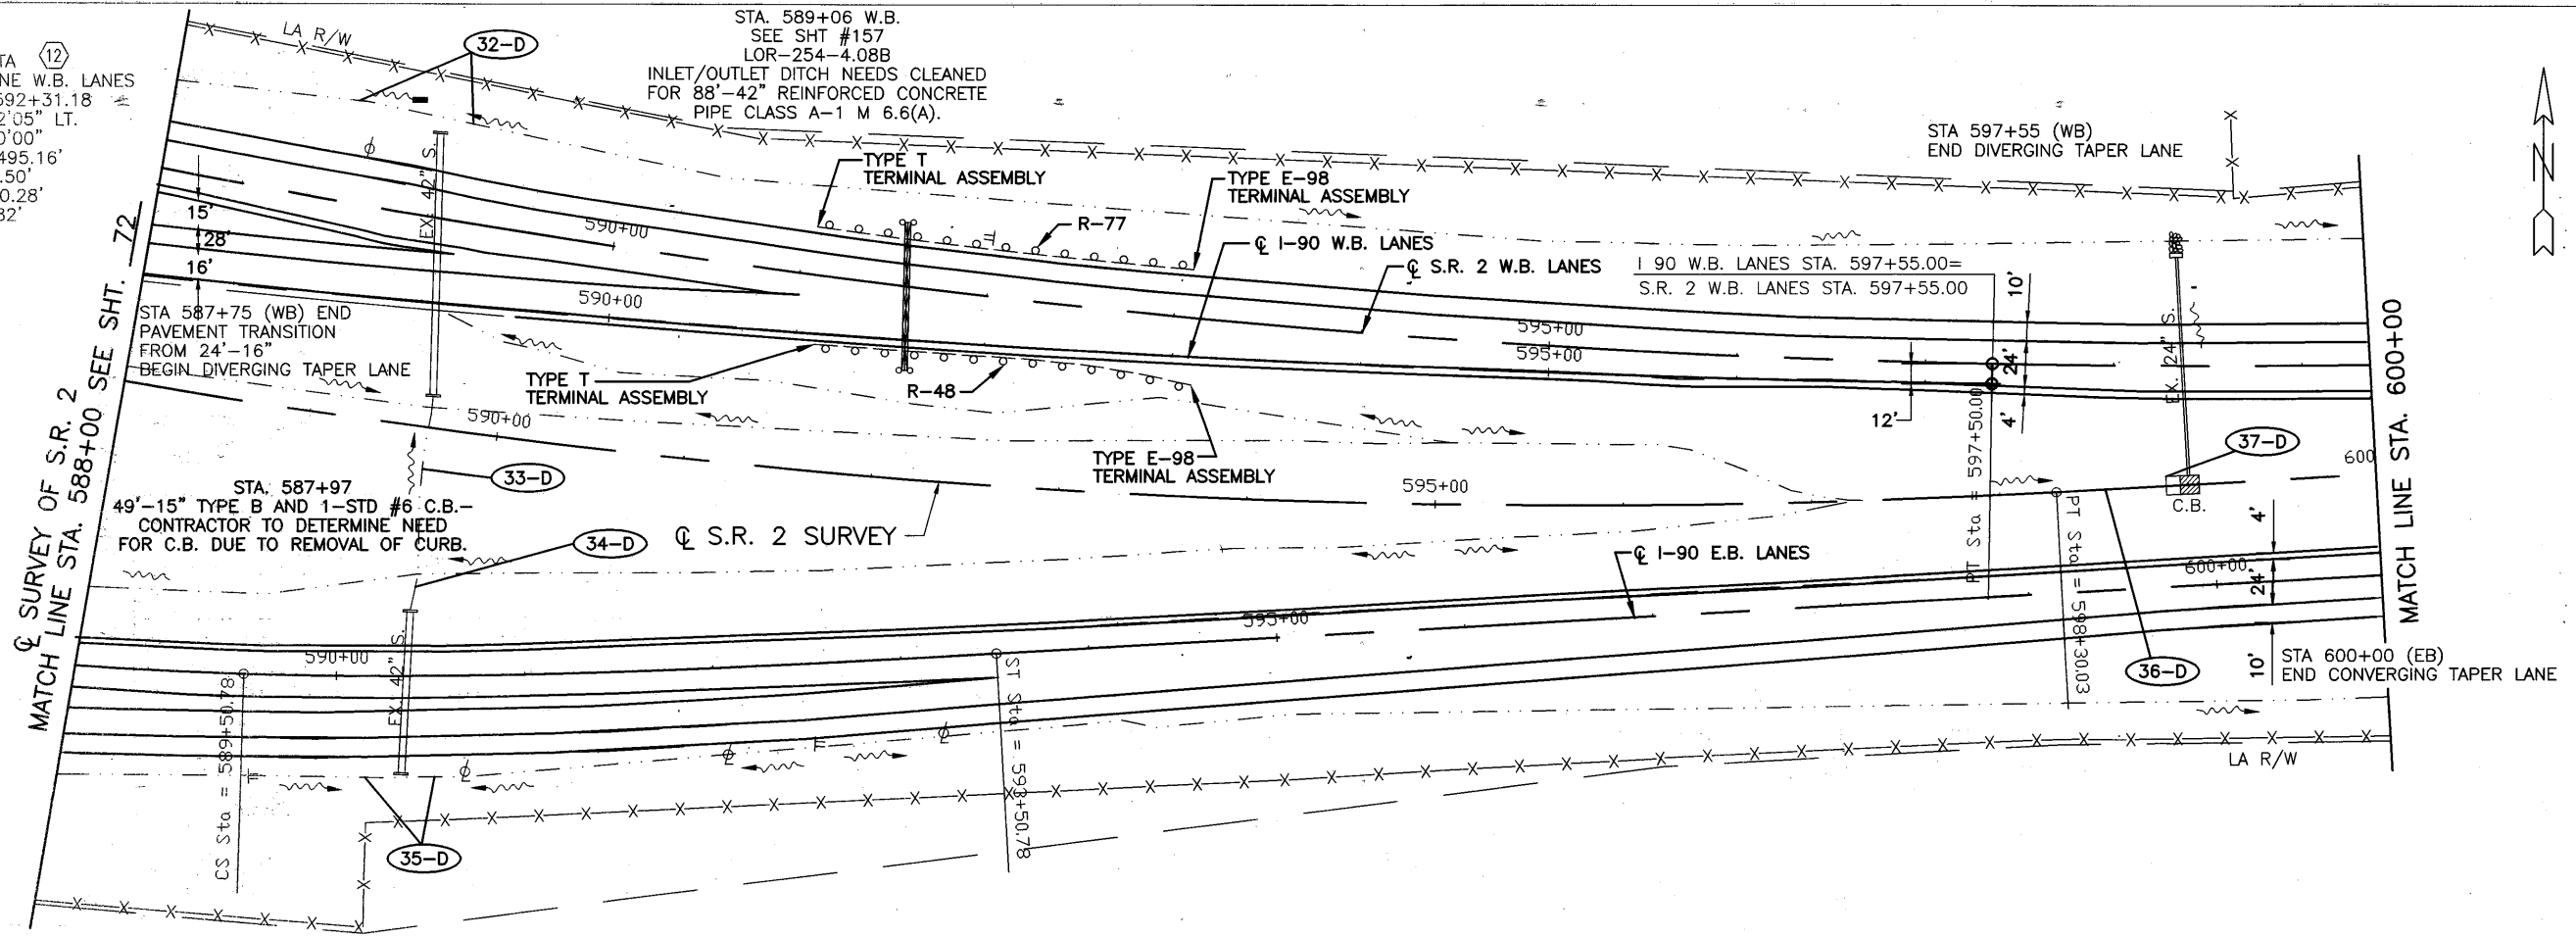 STA. 589+06 W.B.
SEE SHT #157
LOR-254-4.08B
INLET/OUTLET DITCH NEEDS CLEANED
FOR 88'-42" REINFORCED CONCRETE
PIPE CLASS A-1 M 6.6(A).
LA R/W
32-D
TA 12
NE W.B. LANES
592+31.18
2'05" LT.
0'00"
495.16'
.50'
0.28'
32'
STA 597+55 (WB)
END DIVERGING TAPER LANE
N
TYPE T
TERMINAL ASSEMBLY
TYPE E-98
TERMINAL ASSEMBLY
R-77
EX. 42" S.
15'
28'
16'
590+00
590+00
℄ I-90 W.B. LANES
℄ S.R. 2 W.B. LANES
I 90 W.B. LANES STA. 597+55.00=
S.R. 2 W.B. LANES STA. 597+55.00
10'
24'
4'
12'
EX. 24" S.
595+00
595+00
STA 587+75 (WB) END
PAVEMENT TRANSITION
FROM 24'-16"
BEGIN DIVERGING TAPER LANE
TYPE T
TERMINAL ASSEMBLY
R-48
TYPE E-98
TERMINAL ASSEMBLY
590+00
℄ SURVEY OF S.R. 2
MATCH LINE STA. 588+00 SEE SHT. 72
33-D
STA. 587+97
49'-15" TYPE B AND 1-STD #6 C.B.-
CONTRACTOR TO DETERMINE NEED
FOR C.B. DUE TO REMOVAL OF CURB.
34-D
℄ S.R. 2 SURVEY
595+00
PT Sta = 597+50.00
PT Sta = 598+30.03
37-D
C.B.
600
MATCH LINE STA. 600+00
℄ I-90 E.B. LANES
4'
24'
10'
600+00
595+00
590+00
EX. 42" S.
CS Sta = 589+50.78
ST Sta = 593+50.78
36-D
STA 600+00 (EB)
END CONVERGING TAPER LANE
LA R/W
35-D